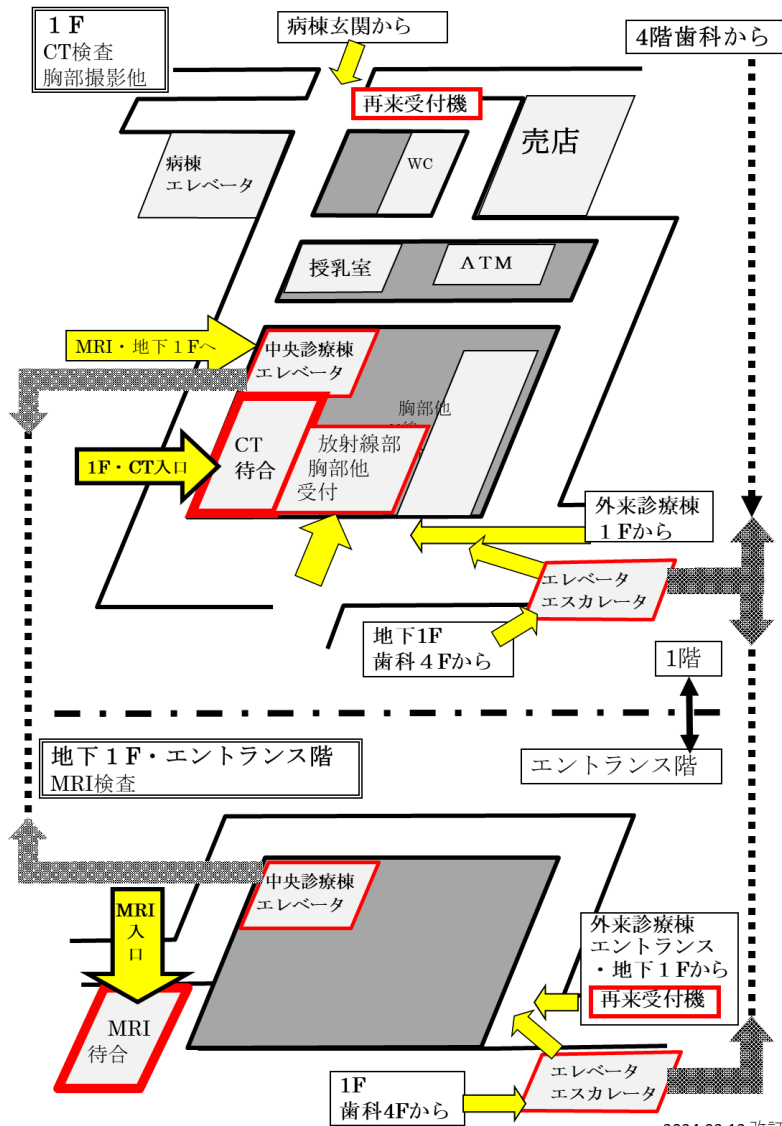 １Ｆ
CT検査
胸部撮影他
病棟玄関から
4階歯科から
再来受付機
売店
WC
病棟
エレベータ
授乳室
ＡＴＭ
MRI・地下１Fへ
中央診療棟
エレベータ
胸部他
CT
待合
放射線部
胸部他
受付
1F・CT入口
外来診療棟
１Ｆから
エレベータ
エスカレータ
地下1F
歯科４Ｆから
1階
地下１Ｆ・エントランス階
MRI検査
エントランス階
中央診療棟
エレベータ
MRI
入
口
外来診療棟
エントランス
・地下１Fから
再来受付機
MRI
待合
エレベータ
エスカレータ
1F
歯科4Fから